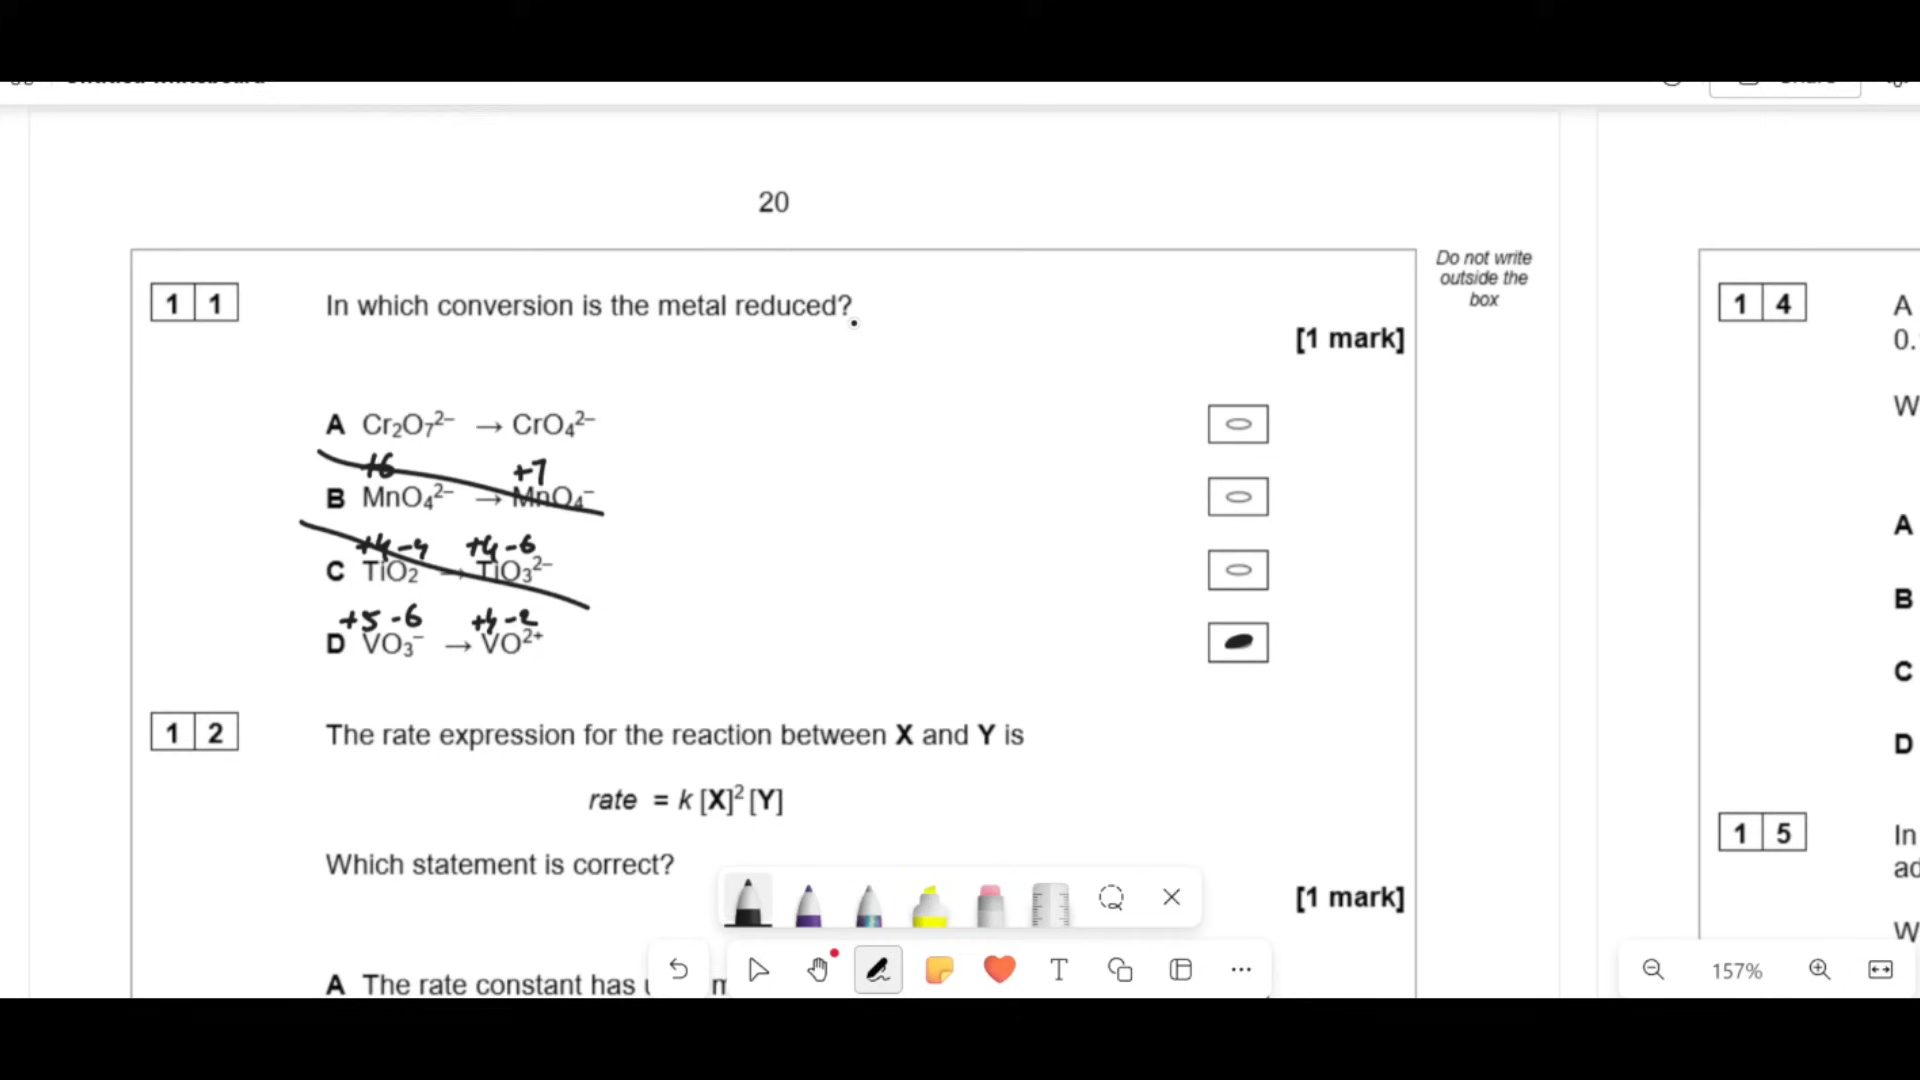 20
Do not write
outside the
box
1 1 In which conversion is the metal reduced?
[1 mark]
A Cr₂O₇²⁻ → CrO₄²⁻
+6 +7
B MnO₄²⁻ → MnO₄⁻
+4 -4 +4 -6
C TiO₂ → TiO₃²⁻
+5 -6 +4 -2
D VO₃⁻ → VO²⁺
1 2 The rate expression for the reaction between X and Y is
rate = k [X]² [Y]
Which statement is correct?
[1 mark]
A The rate constant has
1 4 A
0.
W
A
B
C
D
1 5 In
ad
W
T
157%